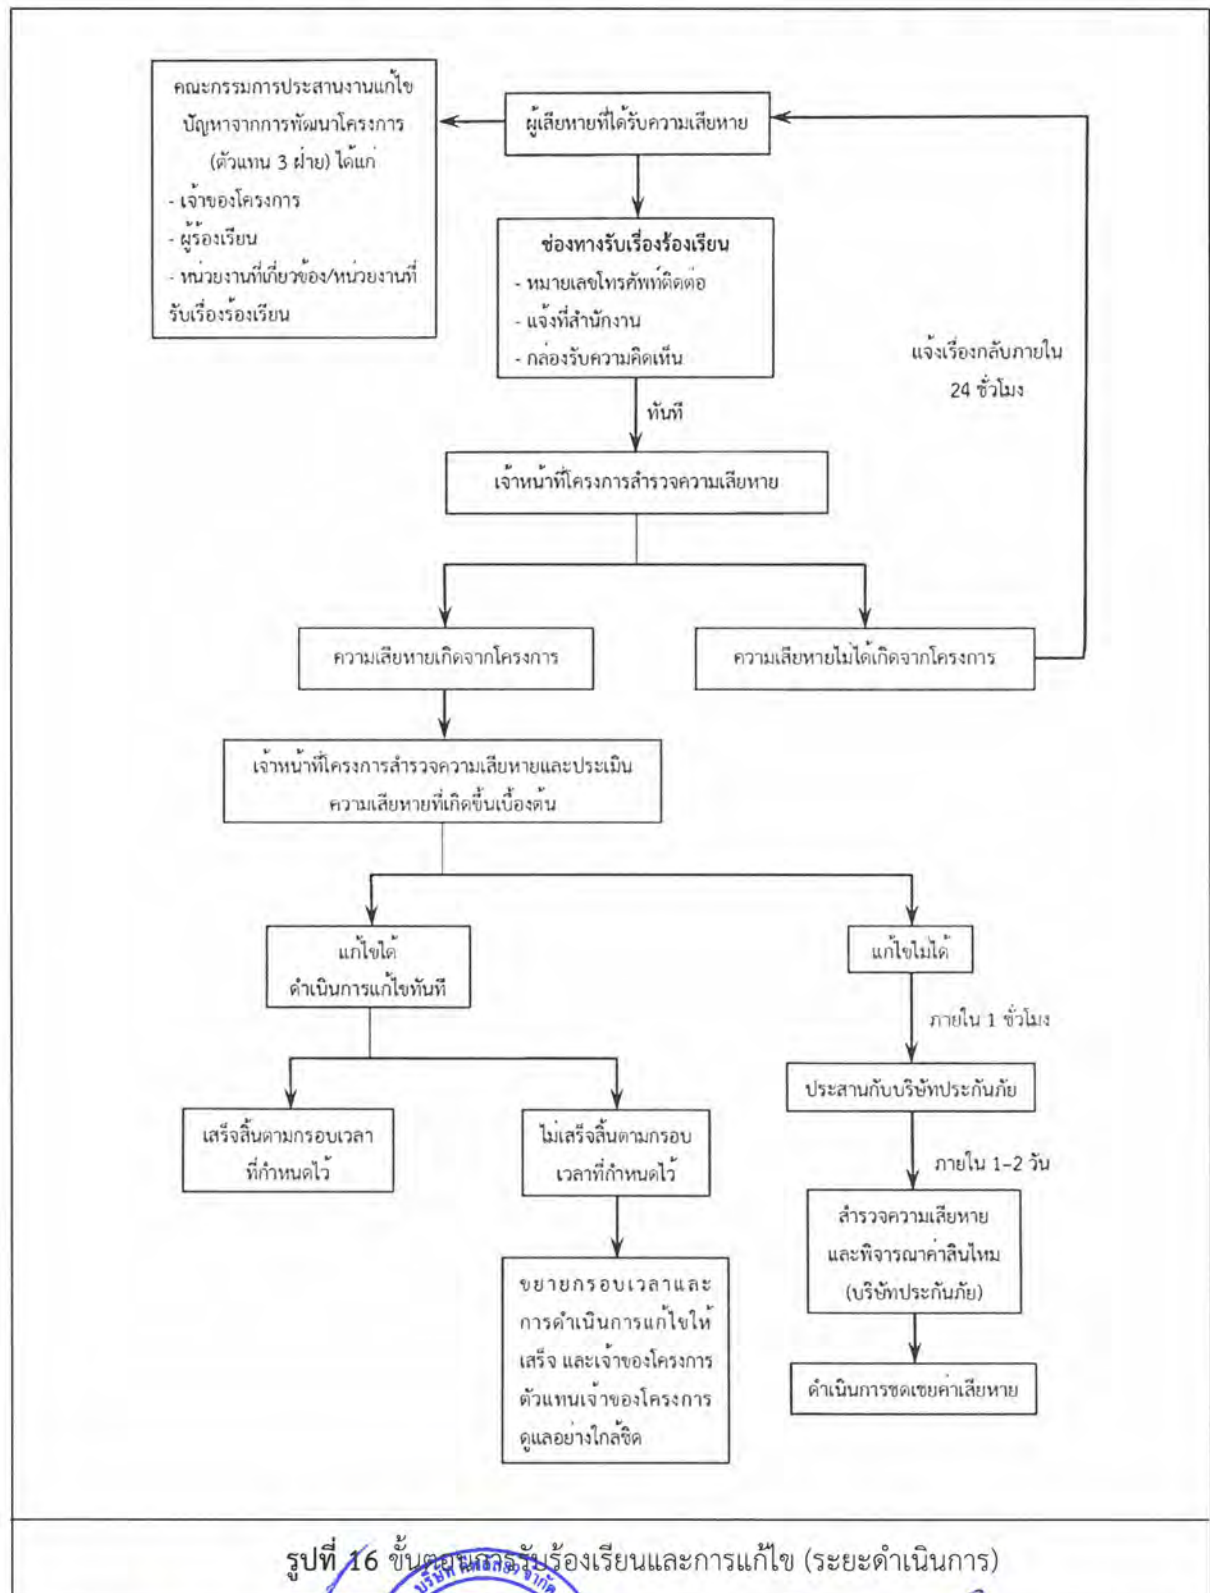 คณะกรรมการประสานงานแก้ไข
ปัญหาจากการพัฒนาโครงการ
(ตัวแทน 3 ฝ่าย) ได้แก่
- เจ้าของโครงการ
- ผู้ร้องเรียน
- หน่วยงานที่เกี่ยวข้อง/หน่วยงานที่
รับเรื่องร้องเรียน
ผู้เสียหายที่ได้รับความเสียหาย
ช่องทางรับเรื่องร้องเรียน
- หมายเลขโทรศัพท์ติดต่อ
- แจ้งที่สำนักงาน
- กล่องรับความคิดเห็น
แจ้งเรื่องกลับภายใน
24 ชั่วโมง
ทันที
เจ้าหน้าที่โครงการสำรวจความเสียหาย
ความเสียหายเกิดจากโครงการ
ความเสียหายไม่ได้เกิดจากโครงการ
เจ้าหน้าที่โครงการสำรวจความเสียหายและประเมิน
ความเสียหายที่เกิดขึ้นเบื้องต้น
แก้ไขได้
ดำเนินการแก้ไขทันที
แก้ไขไม่ได้
ภายใน 1 ชั่วโมง
ประสานกับบริษัทประกันภัย
เสร็จสิ้นตามกรอบเวลา
ที่กำหนดไว้
ไม่เสร็จสิ้นตามกรอบ
เวลาที่กำหนดไว้
ภายใน 1-2 วัน
สำรวจความเสียหาย
และพิจารณาค่าสินไหม
(บริษัทประกันภัย)
ขยายกรอบเวลาและ
การดำเนินการแก้ไขให้
เสร็จ และเจ้าของโครงการ
ตัวแทนเจ้าของโครงการ
ดูแลอย่างใกล้ชิด
ดำเนินการชดเชยค่าเสียหาย
รูปที่ 16 ขั้นตอนการรับร้องเรียนและการแก้ไข (ระยะดำเนินการ)
บริษัท
จำกัด